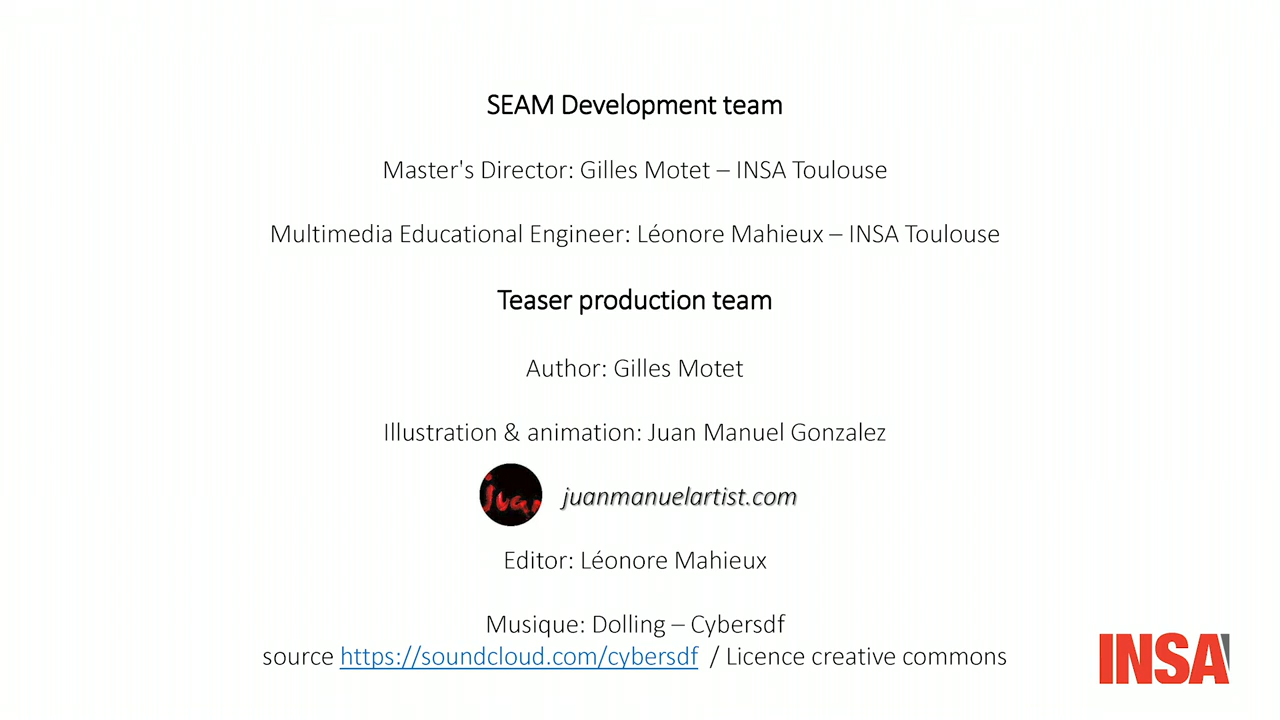 SEAM Development team
Master's Director: Gilles Motet – INSA Toulouse
Multimedia Educational Engineer: Léonore Mahieux – INSA Toulouse
Teaser production team
Author: Gilles Motet
Illustration & animation: Juan Manuel Gonzalez
juan
juanmanuelartist.com
Editor: Léonore Mahieux
Musique: Dolling – Cybersdf
source https://soundcloud.com/cybersdf / Licence creative commons
INSA